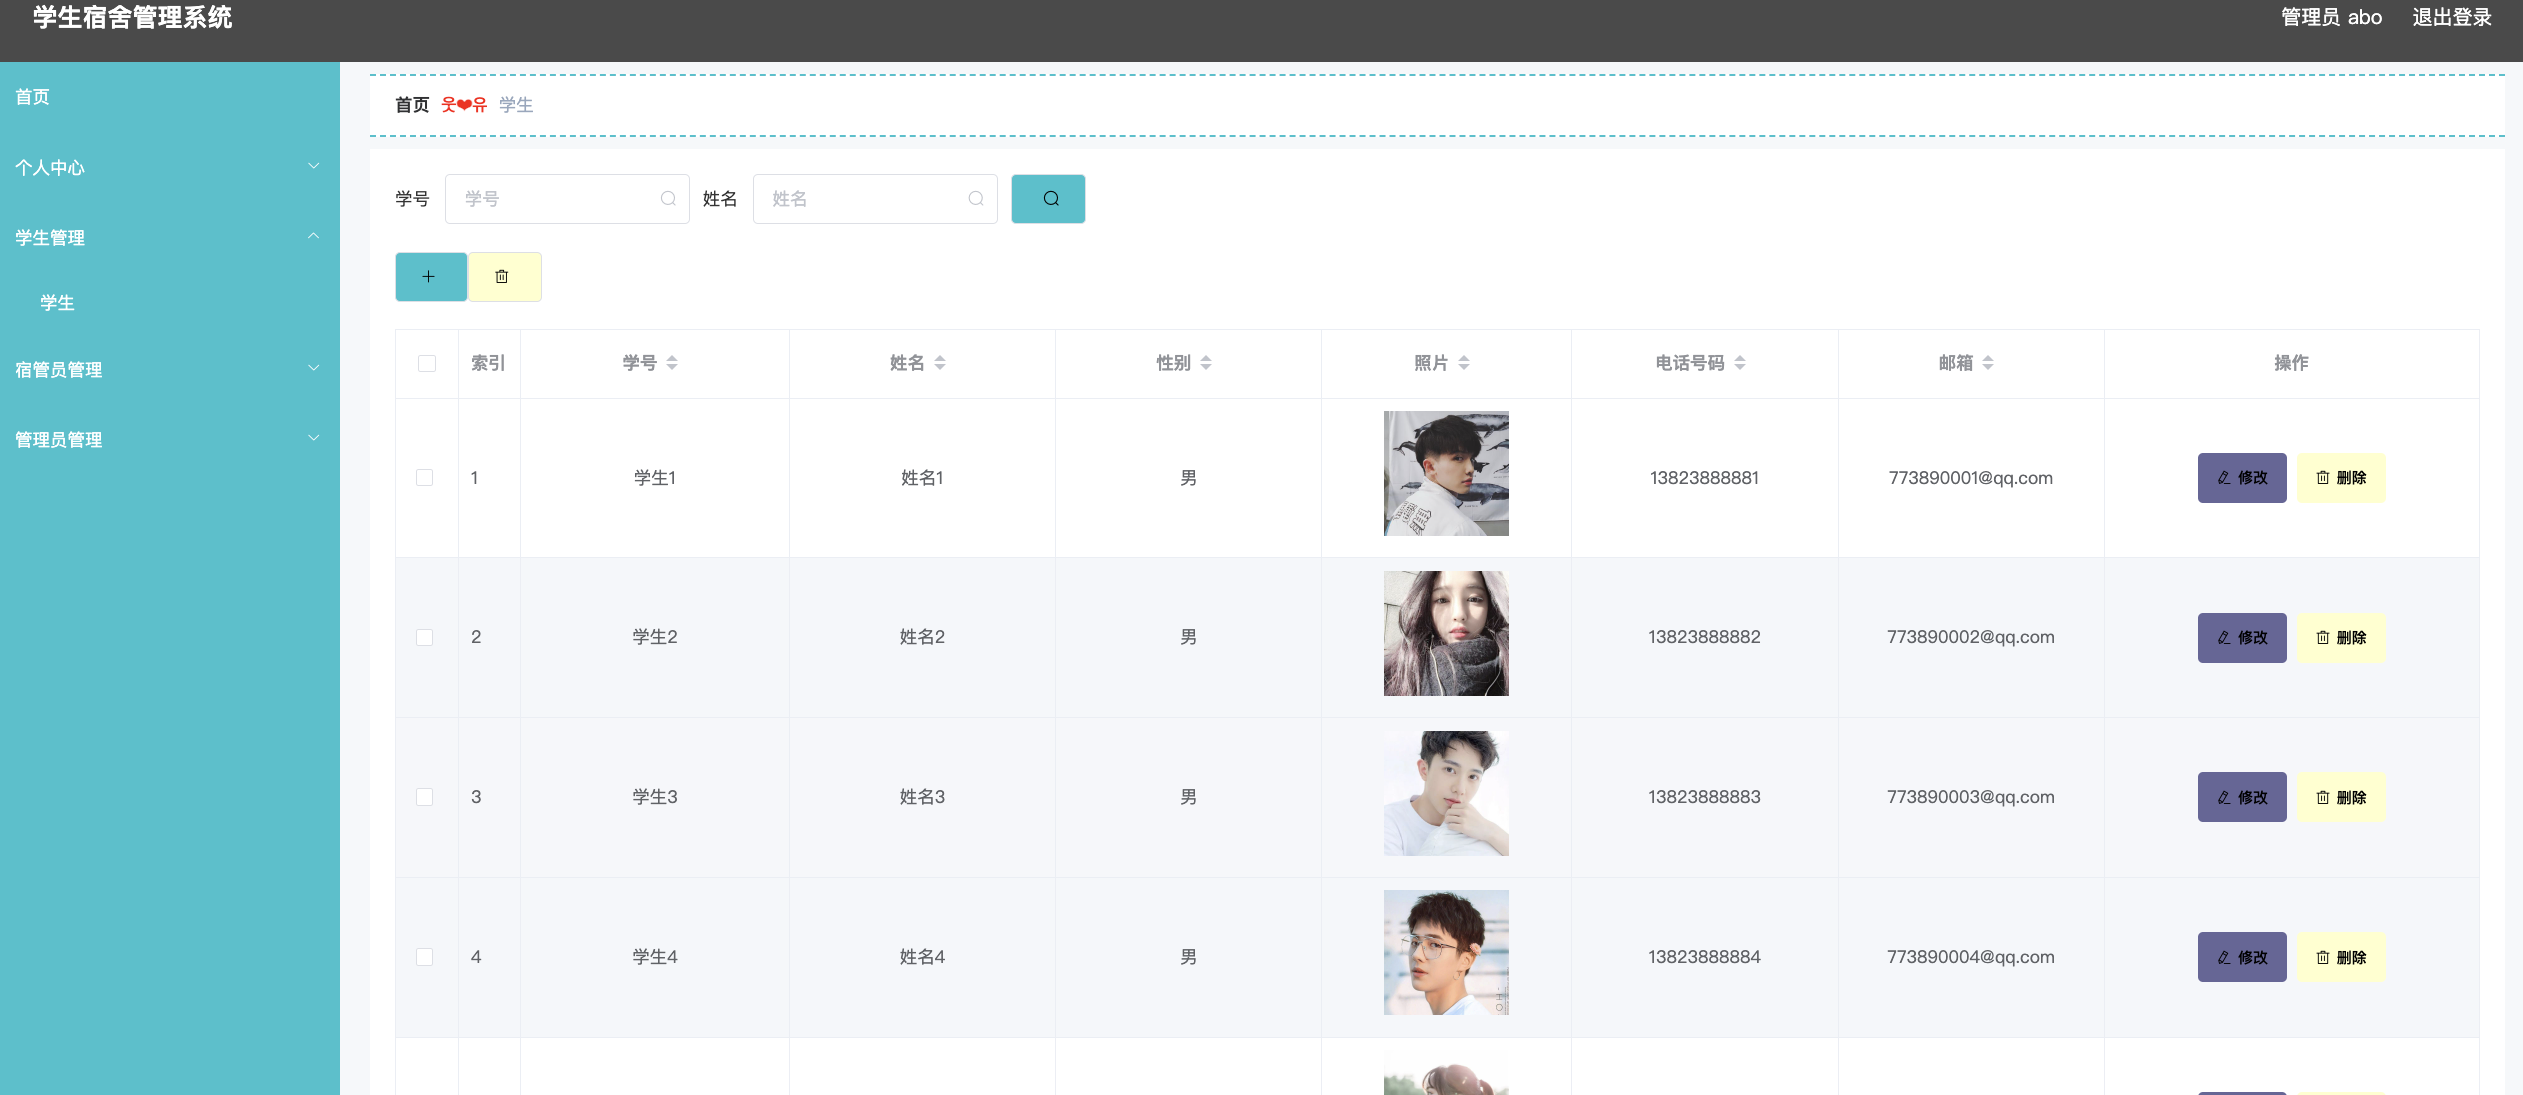 学生宿舍管理系统 管理员 abo 退出登录
首页
个人中心
学生管理
学生
宿管员管理
管理员管理
首页 웃❤유 学生
学号 学号 姓名 姓名
索引 学号 姓名 性别 照片 电话号码 邮箱 操作
1 学生1 姓名1 男 13823888881 773890001@qq.com 修改 删除
2 学生2 姓名2 男 13823888882 773890002@qq.com 修改 删除
3 学生3 姓名3 男 13823888883 773890003@qq.com 修改 删除
4 学生4 姓名4 男 13823888884 773890004@qq.com 修改 删除